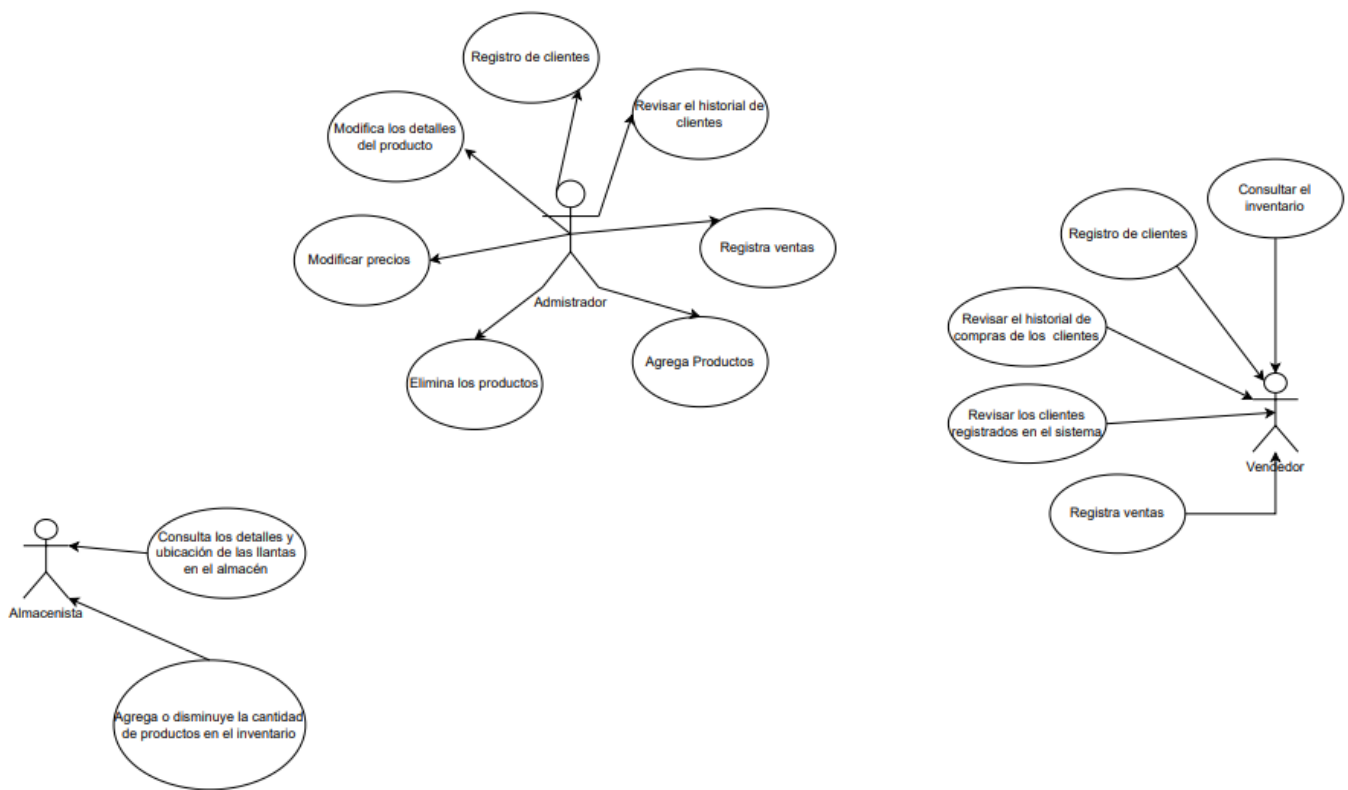 Registro de clientes
Revisar el historial de
clientes
Modifica los detalles
del producto
Modificar precios
Registra ventas
Admistrador
Elimina los productos
Agrega Productos
Consultar el
inventario
Registro de clientes
Revisar el historial de
compras de los clientes
Revisar los clientes
registrados en el sistema
Vendedor
Registra ventas
Consulta los detalles y
ubicación de las llantas
en el almacén
Almacenista
Agrega o disminuye la cantidad
de productos en el inventario